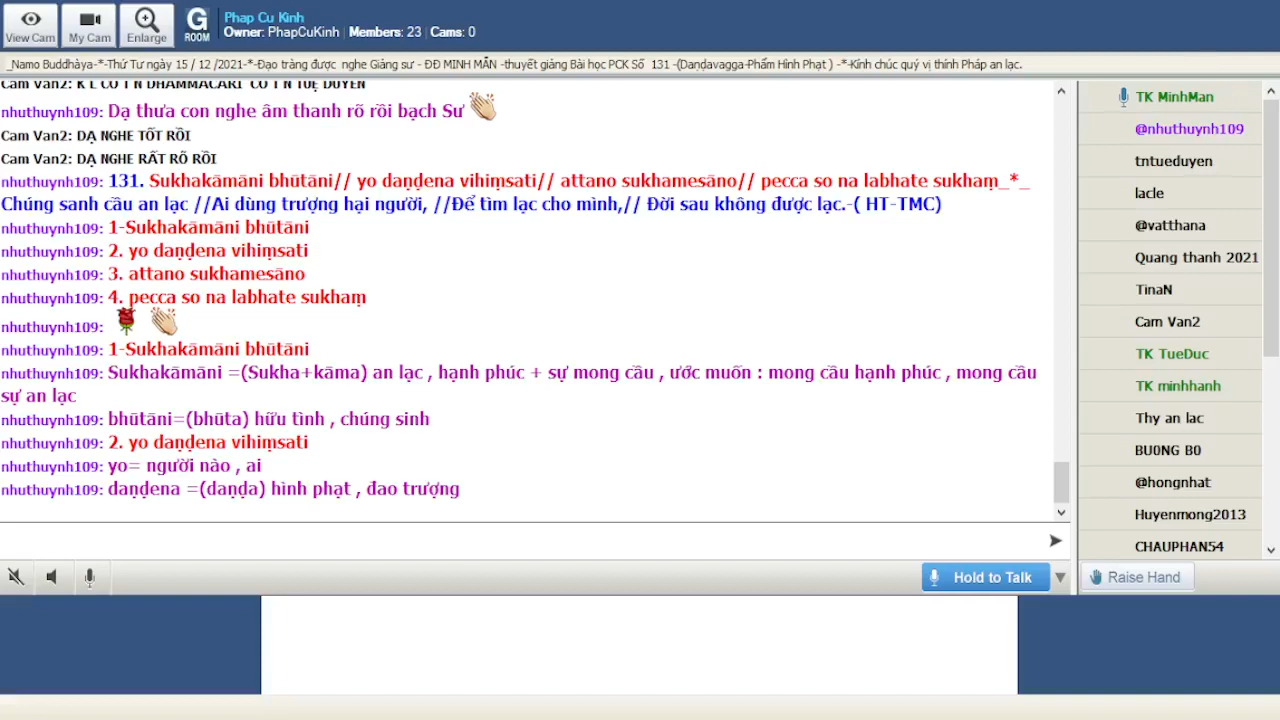 View Cam
My Cam
Enlarge
G
ROOM
Phap Cu Kinh
Owner: PhapCuKinh | Members: 23 | Cams: 0
_Namo Buddhàya-*-Thứ Tư ngày 15 / 12 /2021-*-Đạo tràng được nghe Giảng sư - ĐĐ MINH MẪN -thuyết giảng Bài học PCK Số 131 -(Daṇḍavagga-Phẩm Hình Phạt ) -*-Kính chúc quý vị thính Pháp an lạc.
nhuthuynh109: Dạ thưa con nghe âm thanh rõ rồi bạch Sư
Cam Van2: DẠ NGHE TỐT RỒI
Cam Van2: DẠ NGHE RẤT RÕ RỒI
nhuthuynh109: 131. Sukhakāmāni bhūtāni// yo daṇḍena vihiṃsati// attano sukhamesāno// pecca so na labhate sukhaṃ_*_
Chúng sanh cầu an lạc //Ai dùng trượng hại người, //Để tìm lạc cho mình,// Đời sau không được lạc.-( HT-TMC)
nhuthuynh109: 1-Sukhakāmāni bhūtāni
nhuthuynh109: 2. yo daṇḍena vihiṃsati
nhuthuynh109: 3. attano sukhamesāno
nhuthuynh109: 4. pecca so na labhate sukhaṃ
nhuthuynh109:
nhuthuynh109: 1-Sukhakāmāni bhūtāni
nhuthuynh109: Sukhakāmāni =(Sukha+kāma) an lạc , hạnh phúc + sự mong cầu , ước muốn : mong cầu hạnh phúc , mong cầu
sự an lạc
nhuthuynh109: bhūtāni=(bhūta) hữu tình , chúng sinh
nhuthuynh109: 2. yo daṇḍena vihiṃsati
nhuthuynh109: yo= người nào , ai
nhuthuynh109: daṇḍena =(daṇḍa) hình phạt , đao trượng
TK MinhMan
@nhuthuynh109
tntueduyen
lacle
@vatthana
Quang thanh 2021
TinaN
Cam Van2
TK TueDuc
TK minhhanh
Thy an lac
BU0NG B0
@hongnhat
Huyenmong2013
CHAUPHAN54
Hold to Talk
Raise Hand